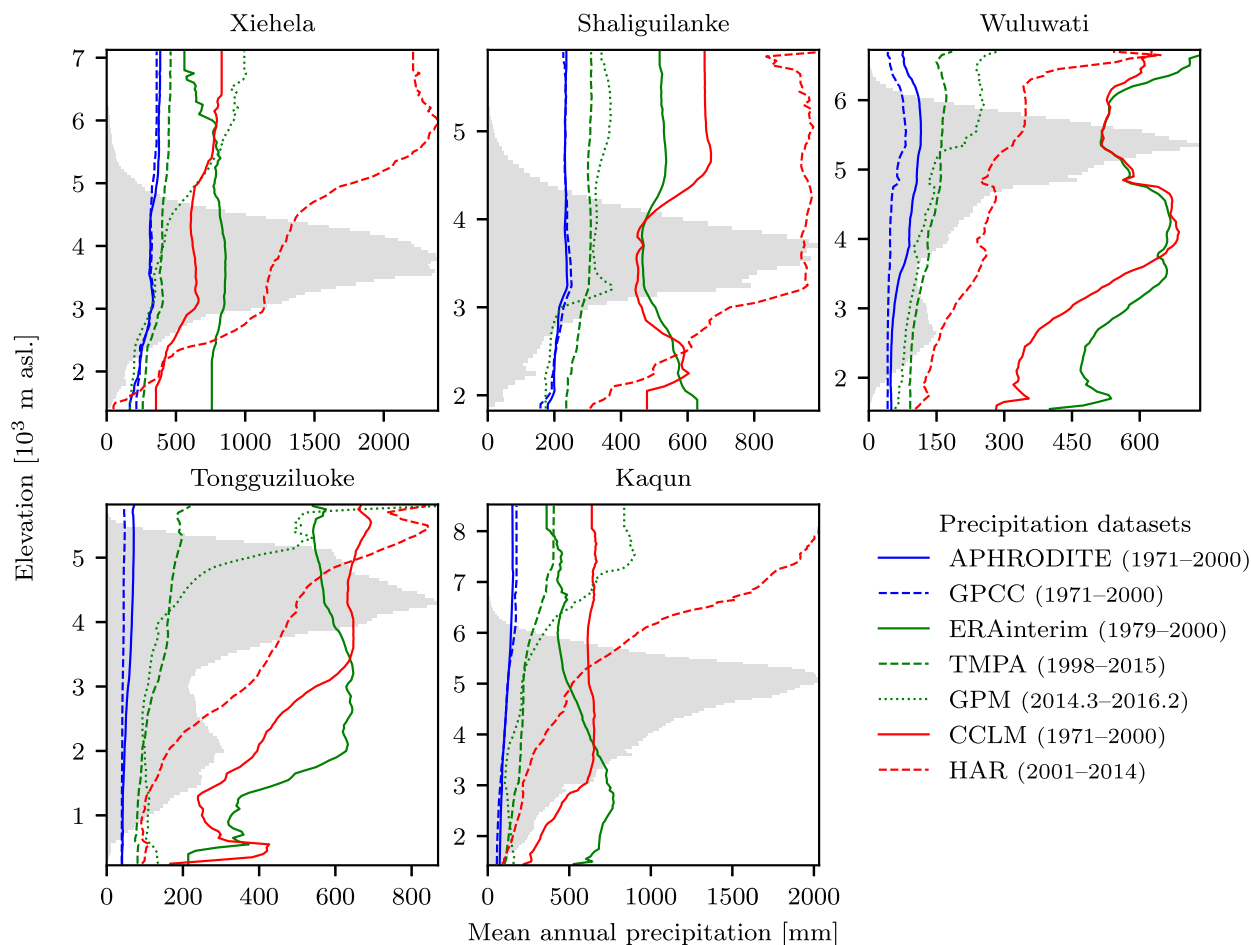 Xiehela
Shaliguilanke
Wuluwati
7
6
5
4
3
2
0 500 1000 1500 2000
5
4
3
2
0 200 400 600 800
6
5
4
3
2
0 150 300 450 600
Elevation [10³ m asl.]
Tongguziluoke
Kaqun
5
4
3
2
1
0 200 400 600 800
8
7
6
5
4
3
2
0 500 1000 1500 2000
Mean annual precipitation [mm]
Precipitation datasets
APHRODITE (1971–2000)
GPCC (1971–2000)
ERAinterim (1979–2000)
TMPA (1998–2015)
GPM (2014.3–2016.2)
CCLM (1971–2000)
HAR (2001–2014)